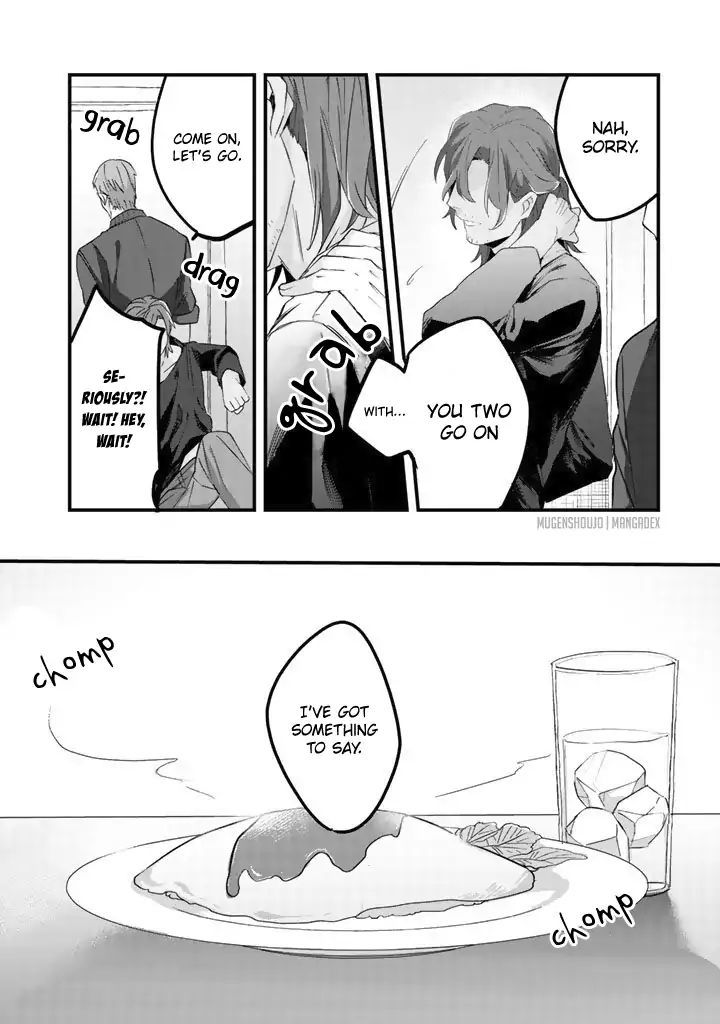 NAH,
SORRY.
YOU TWO
GO ON
WITH...
grab
COME ON,
LET'S GO.
grab
drag
SE-
RIOUSLY?!
WAIT! HEY,
WAIT!
MUGENSHOUJO | MANGADEX
chomp
I'VE GOT
SOMETHING
TO SAY.
chomp